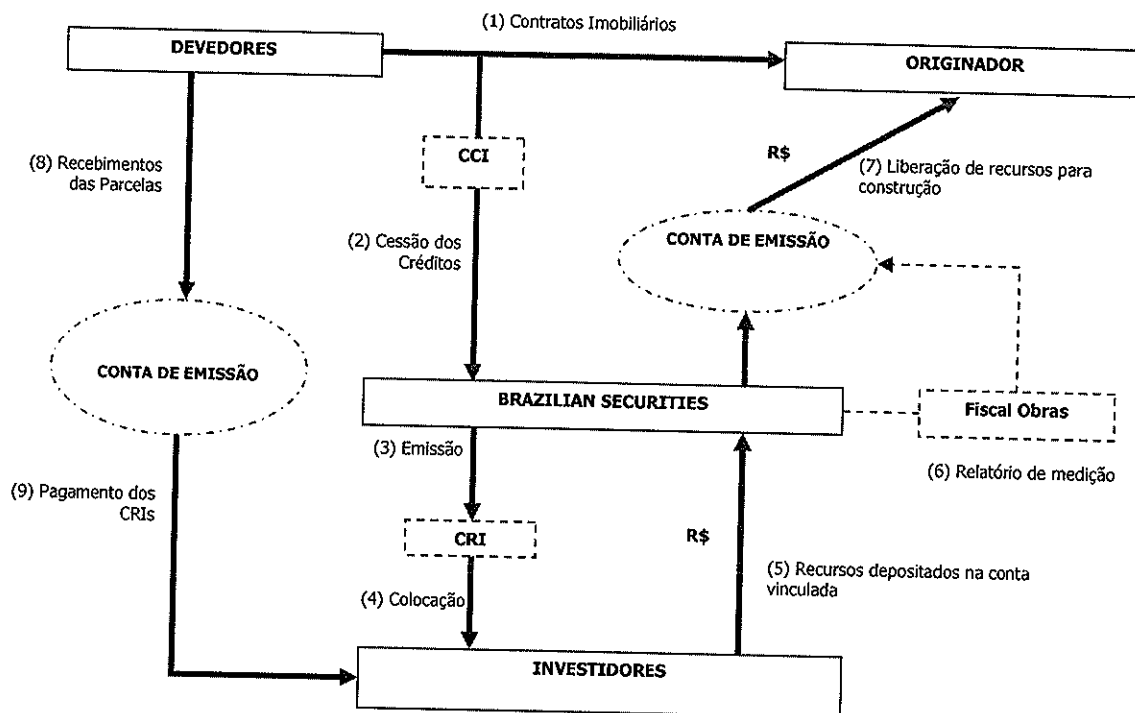 (1) Contratos Imobiliários
DEVEDORES
ORIGINADOR
CCI
R$
(8) Recebimentos
das Parcelas
(7) Liberação de recursos para
construção
(2) Cessão dos
Créditos
CONTA DE EMISSÃO
CONTA DE EMISSÃO
BRAZILIAN SECURITIES
Fiscal Obras
(3) Emissão
(6) Relatório de medição
(9) Pagamento dos
CRIs
CRI
R$
(5) Recursos depositados na conta
vinculada
(4) Colocação
INVESTIDORES